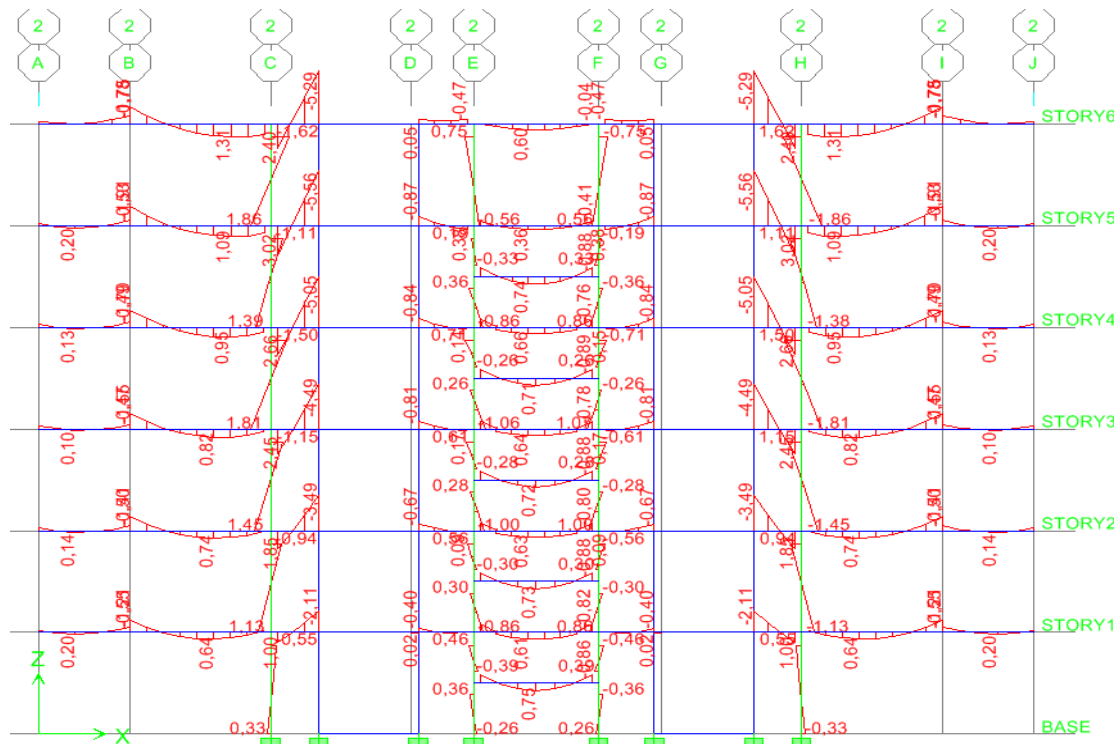 2 2 2 2 2 2 2 2 2 2
A B C D E F G H I J
-5,29 -0,47 -0,04 -0,47 -5,29
STORY6
-1,62 0,75 -0,75
1,31 2,40 0,05 0,60 0,05 1,31
-5,56 -0,87 -0,41 -0,87 -5,56
1,86 -0,56 0,56 -1,86
STORY5
-1,11 -0,19
0,20 1,09 3,02 0,36 1,09 0,20
-0,33 0,33
-5,05 0,36 -0,36 -5,05
-0,84 0,74 -0,76 -0,84
1,39 -0,86 0,86 -1,38
STORY4
-1,50 -0,71 1,50
0,13 0,95 2,66 0,66 0,95 0,13
-0,26 0,26
-4,49 0,26 -0,26 -4,49
-0,81 0,71 -0,78 -0,81
1,81 -1,06 -1,81
STORY3
-1,15 -0,61
0,10 0,82 2,45 0,64 0,82 0,10
-0,28
-3,49 0,28 -0,28 -3,49
-0,67 0,72 -0,80 -0,67
1,45 -1,00 1,00 -1,45
STORY2
-0,94 0,56 -0,56
0,14 0,74 1,85 0,63 0,74 0,14
-0,30
-2,11 0,30 -0,30 -2,11
-0,40 0,73 -0,82 -0,40
1,13 -0,86 0,86 -1,13
STORY1
-0,55 0,46 -0,46
0,20 0,64 1,00 0,02 0,61 0,02 0,64 0,20
-0,39 0,39
Z
0,36 -0,36
0,75
0,33 -0,26 0,26 -0,33
BASE
X